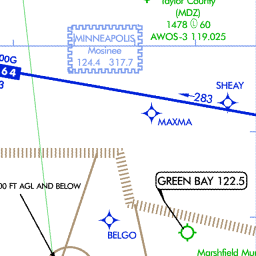 Taylor County
(MDZ)
1478 60
AWOS-3 119.025
MINNEAPOLIS
Mosinee
124.4 317.7
00G
64
3
283
SHEAY
MAXMA
GREEN BAY 122.5
00 FT AGL AND BELOW
BELGO
Marshfield Mu